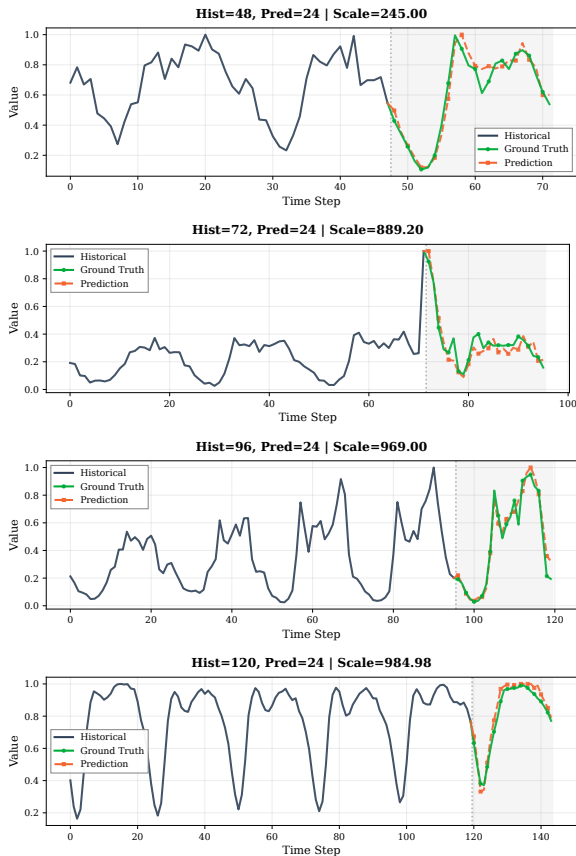 Hist=48, Pred=24 | Scale=245.00
1.0
0.8
0.6
0.4
0.2
Value
Historical
Ground Truth
Prediction
0 10 20 30 40 50 60 70
Time Step
Hist=72, Pred=24 | Scale=889.20
1.0
0.8
0.6
0.4
0.2
0.0
Value
Historical
Ground Truth
Prediction
0 20 40 60 80 100
Time Step
Hist=96, Pred=24 | Scale=969.00
1.0
0.8
0.6
0.4
0.2
0.0
Value
Historical
Ground Truth
Prediction
0 20 40 60 80 100 120
Time Step
Hist=120, Pred=24 | Scale=984.98
1.0
0.8
0.6
0.4
0.2
Value
Historical
Ground Truth
Prediction
0 20 40 60 80 100 120 140
Time Step